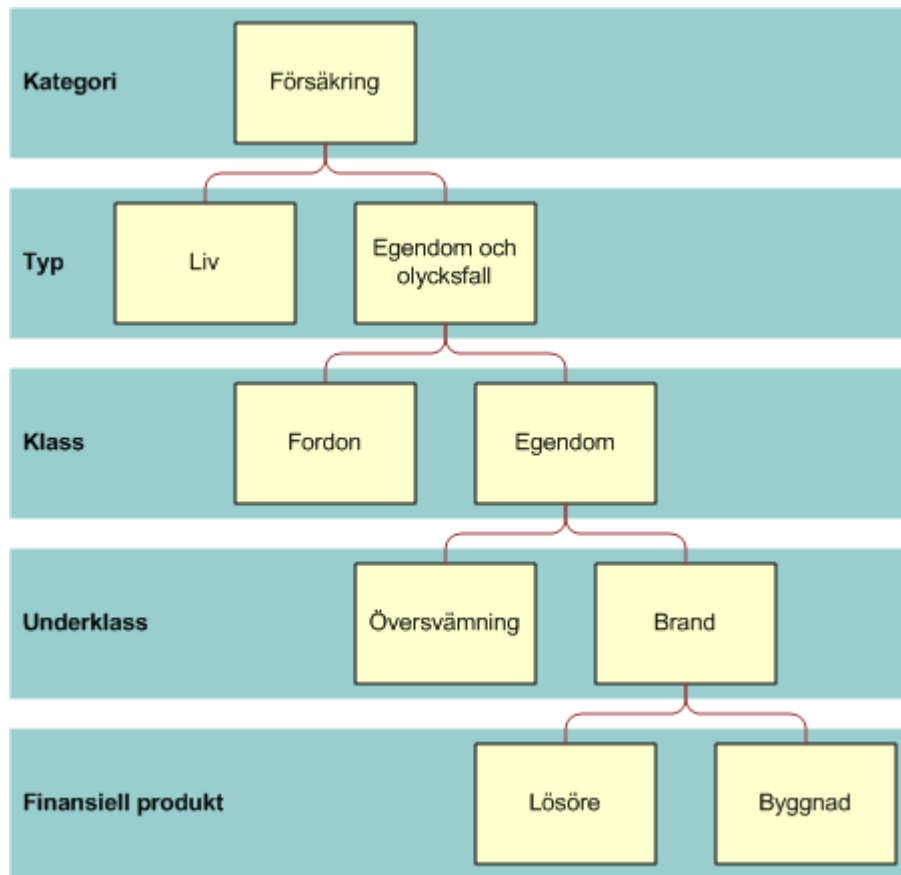 Kategori
Försäkring
Typ
Liv
Egendom och
olycksfall
Klass
Fordon
Egendom
Underklass
Översvämning
Brand
Finansiell produkt
Lösöre
Byggnad